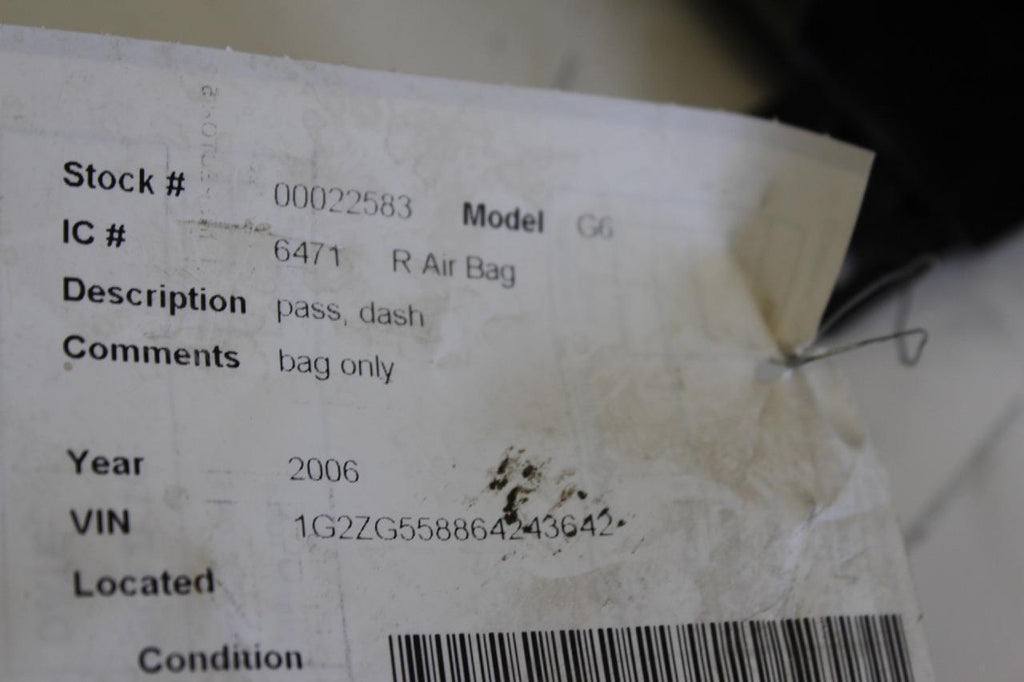 Stock # 00022583 Model G6
IC # 6471 R Air Bag
Description pass, dash
Comments bag only
Year 2006
VIN 1G2ZG558864243642
Located
Condition